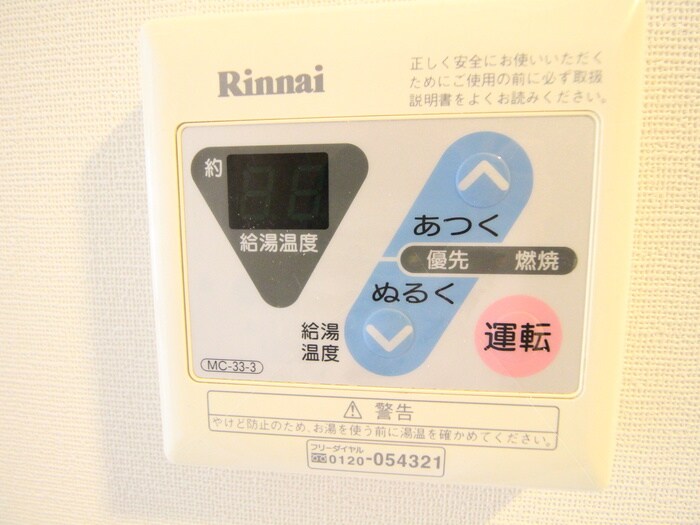 Rinnai
正しく安全にお使いいただく
ためにご使用の前に必ず取扱
説明書をよくお読みください。
約
給湯温度
あつく
優先 燃焼
ぬるく
給湯
温度
運転
MC-33-3
⚠ 警告
やけど防止のため、お湯を使う前に湯温を確かめてください。
フリーダイヤル
0120-054321